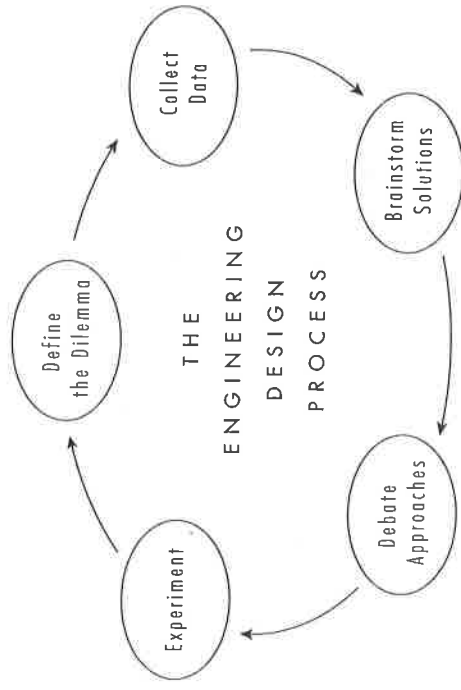 THE
ENGINEERING
DESIGN
PROCESS
Define
the Dilemma
Collect
Data
Brainstorm
Solutions
Debate
Approaches
Experiment